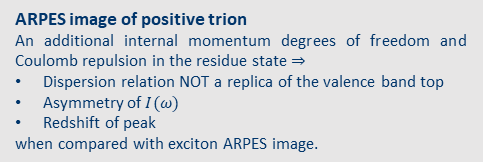 ARPES image of positive trion
An additional internal momentum degrees of freedom and
Coulomb repulsion in the residue state ⇒
• Dispersion relation NOT a replica of the valence band top
• Asymmetry of I(ω)
• Redshift of peak
when compared with exciton ARPES image.